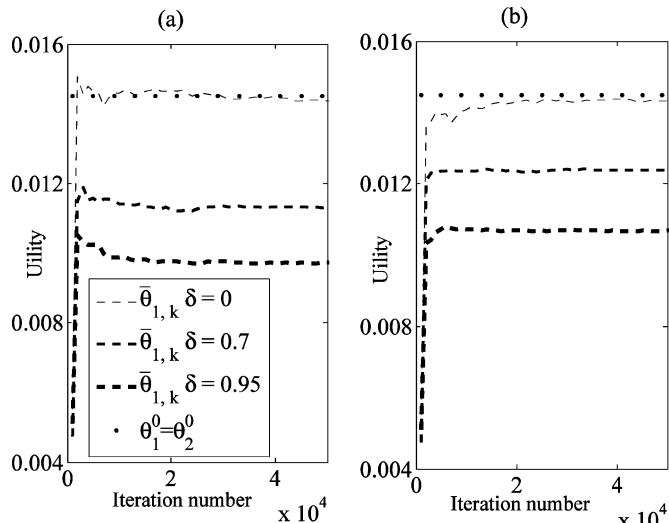 (a)
0.016
0.012
0.008
0.004
Uility
θ̄1, k δ = 0
θ̄1, k δ = 0.7
θ̄1, k δ = 0.95
θ₁⁰=θ₂⁰
0 2 4
Iteration number
x 10⁴
(b)
0.016
0.012
0.008
0.004
Uility
0 2 4
Iteration number
x 10⁴